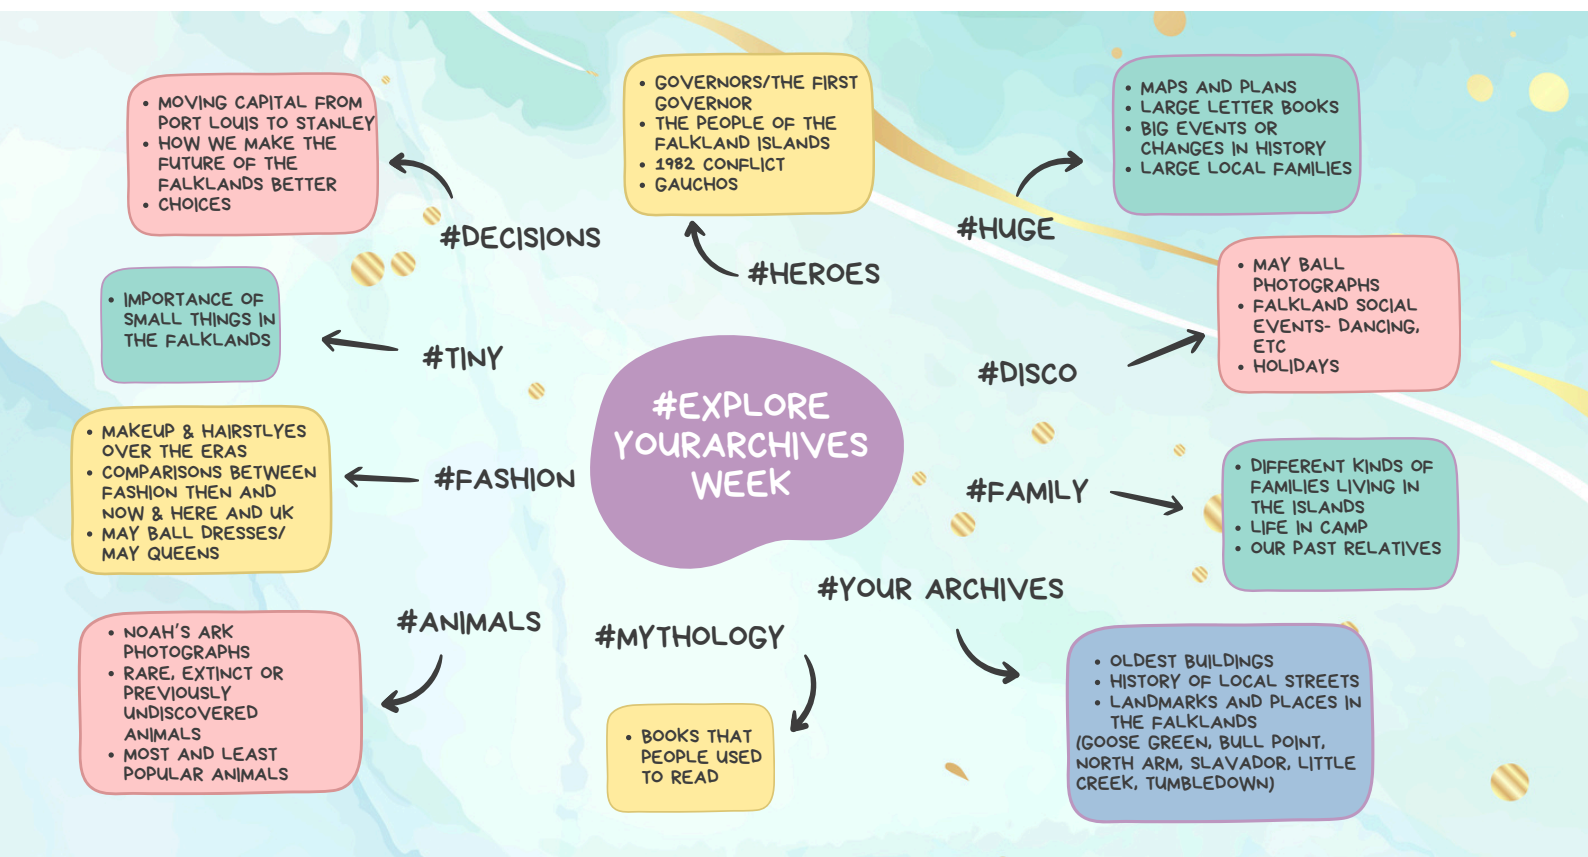 • MOVING CAPITAL FROM
PORT LOUIS TO STANLEY
• HOW WE MAKE THE
FUTURE OF THE
FALKLANDS BETTER
• CHOICES
#DECISIONS
• GOVERNORS/THE FIRST
GOVERNOR
• THE PEOPLE OF THE
FALKLAND ISLANDS
• 1982 CONFLICT
• GAUCHOS
#HEROES
• MAPS AND PLANS
• LARGE LETTER BOOKS
• BIG EVENTS OR
CHANGES IN HISTORY
• LARGE LOCAL FAMILIES
#HUGE
• IMPORTANCE OF
SMALL THINGS IN
THE FALKLANDS
#TINY
• MAY BALL
PHOTOGRAPHS
• FALKLAND SOCIAL
EVENTS- DANCING,
ETC
• HOLIDAYS
#DISCO
#EXPLORE
YOURARCHIVES
WEEK
• MAKEUP & HAIRSTLYES
OVER THE ERAS
• COMPARISONS BETWEEN
FASHION THEN AND
NOW & HERE AND UK
• MAY BALL DRESSES/
MAY QUEENS
#FASHION
#FAMILY
• DIFFERENT KINDS OF
FAMILIES LIVING IN
THE ISLANDS
• LIFE IN CAMP
• OUR PAST RELATIVES
#ANIMALS
• NOAH'S ARK
PHOTOGRAPHS
• RARE, EXTINCT OR
PREVIOUSLY
UNDISCOVERED
ANIMALS
• MOST AND LEAST
POPULAR ANIMALS
#MYTHOLOGY
• BOOKS THAT
PEOPLE USED
TO READ
#YOUR ARCHIVES
• OLDEST BUILDINGS
• HISTORY OF LOCAL STREETS
• LANDMARKS AND PLACES IN
THE FALKLANDS
(GOOSE GREEN, BULL POINT,
NORTH ARM, SLAVADOR, LITTLE
CREEK, TUMBLEDOWN)